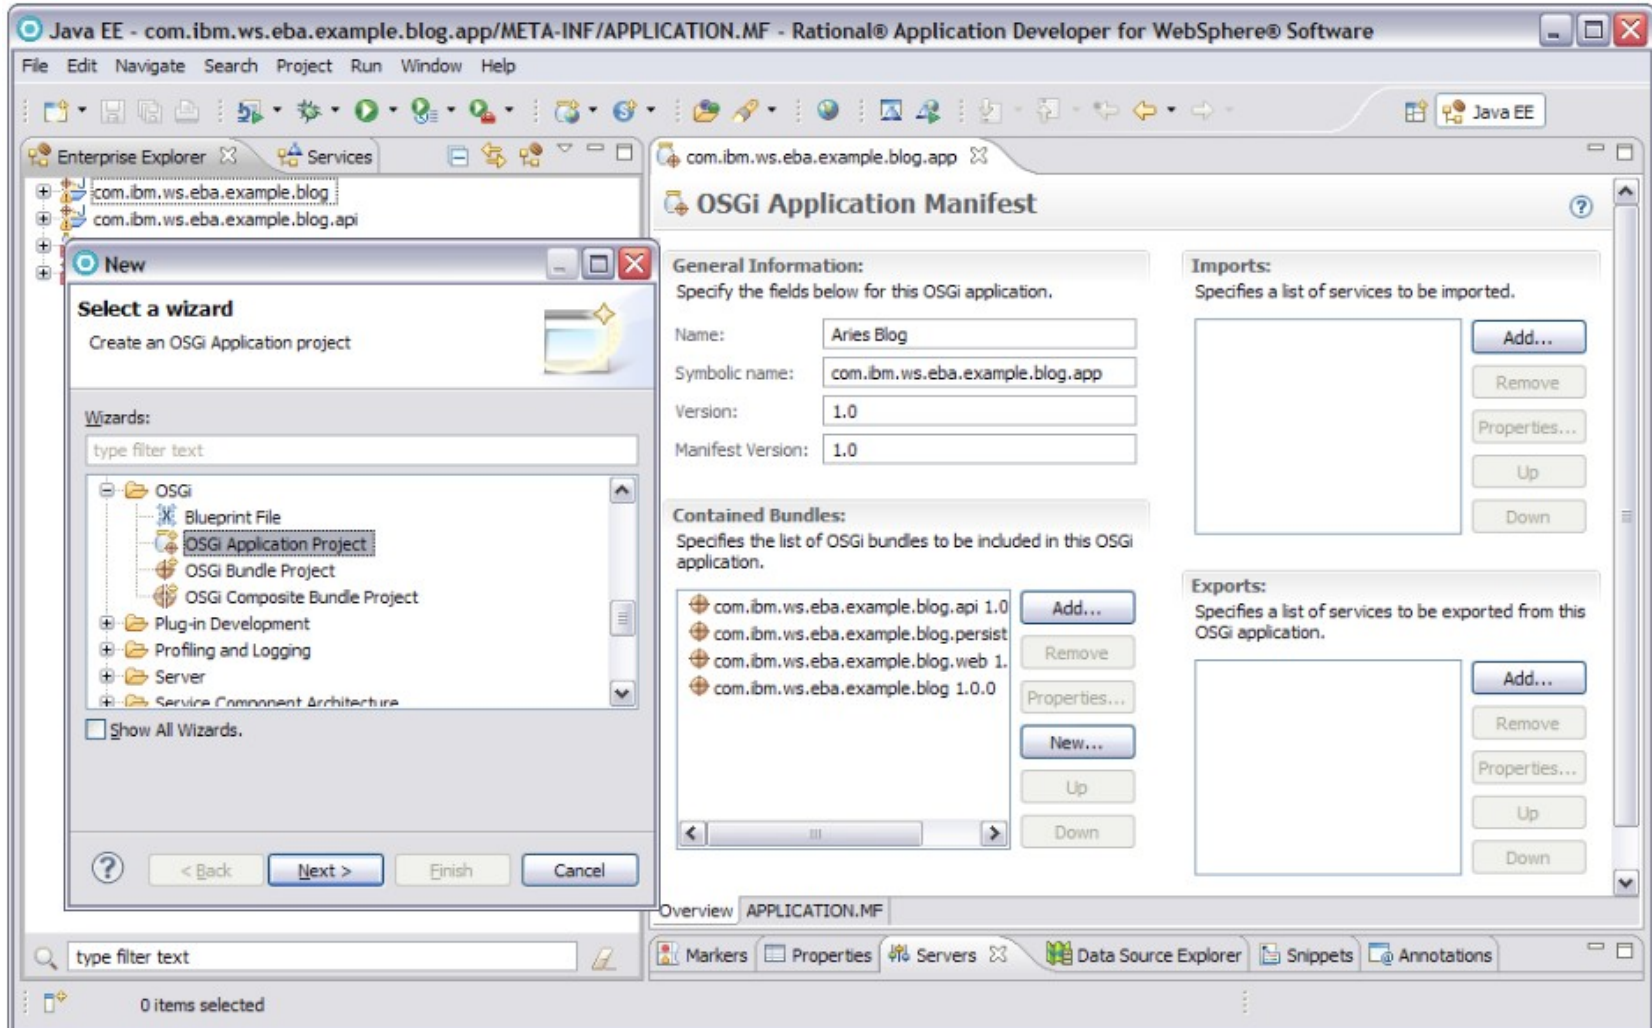 Java EE - com.ibm.ws.eba.example.blog.app/META-INF/APPLICATION.MF - Rational® Application Developer for WebSphere® Software
File Edit Navigate Search Project Run Window Help
Java EE
Enterprise Explorer Services
com.ibm.ws.eba.example.blog
com.ibm.ws.eba.example.blog.api
New
Select a wizard
Create an OSGi Application project
Wizards:
type filter text
OSGi
Blueprint File
OSGi Application Project
OSGi Bundle Project
OSGi Composite Bundle Project
Plug-in Development
Profiling and Logging
Server
Service Component Architecture
Show All Wizards.
< Back Next > Finish Cancel
type filter text
0 items selected
com.ibm.ws.eba.example.blog.app
OSGi Application Manifest
General Information:
Specify the fields below for this OSGi application.
Name: Aries Blog
Symbolic name: com.ibm.ws.eba.example.blog.app
Version: 1.0
Manifest Version: 1.0
Contained Bundles:
Specifies the list of OSGi bundles to be included in this OSGi
application.
com.ibm.ws.eba.example.blog.api 1.0
com.ibm.ws.eba.example.blog.persist
com.ibm.ws.eba.example.blog.web 1.
com.ibm.ws.eba.example.blog 1.0.0
Add...
Remove
Properties...
New...
Up
Down
Imports:
Specifies a list of services to be imported.
Add...
Remove
Properties...
Up
Down
Exports:
Specifies a list of services to be exported from this
OSGi application.
Add...
Remove
Properties...
Up
Down
Overview APPLICATION.MF
Markers Properties Servers Data Source Explorer Snippets Annotations